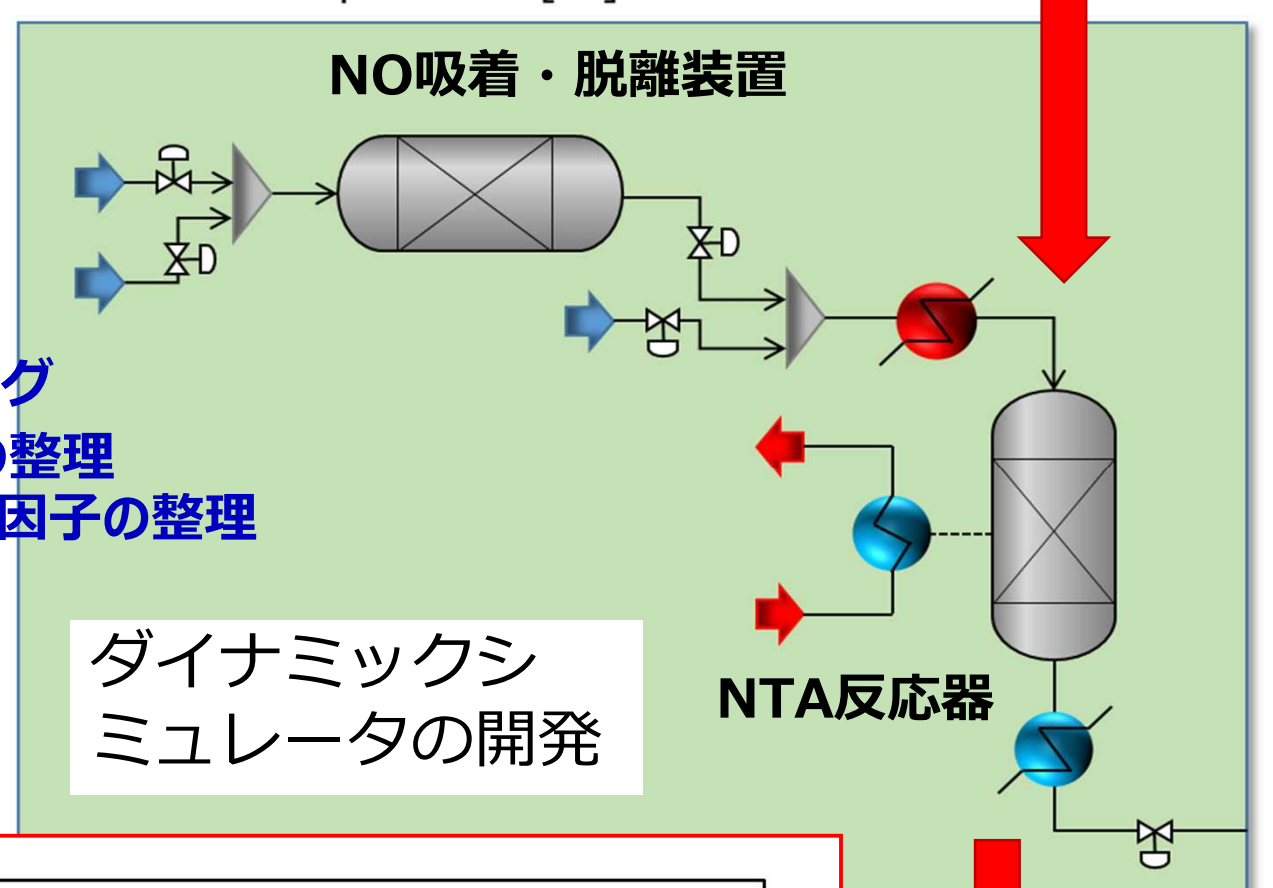 NO吸着・脱離装置
グ
の整理
因子の整理
ダイナミックシ
ミュレータの開発
NTA反応器